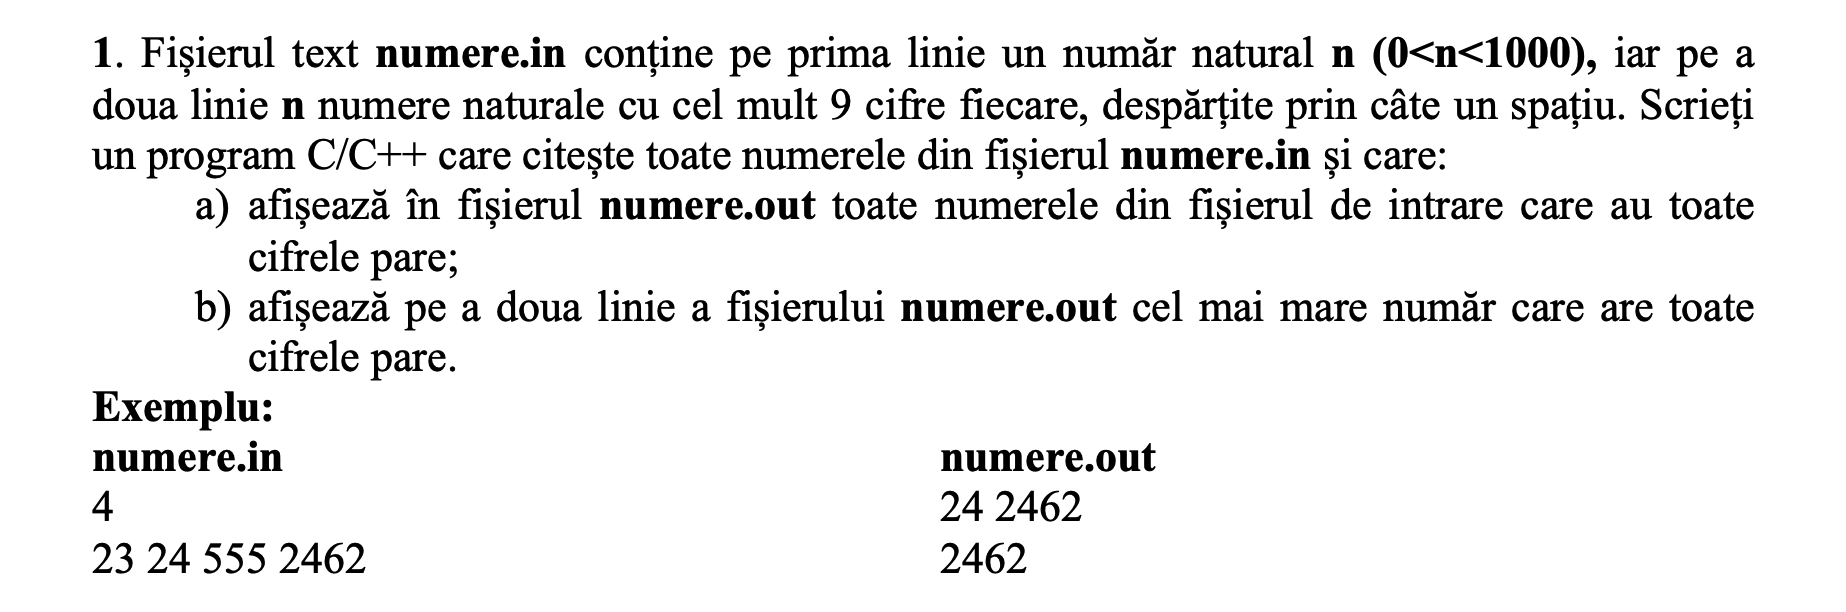 1. Fișierul text numere.in conține pe prima linie un număr natural n (0<n<1000), iar pe a
doua linie n numere naturale cu cel mult 9 cifre fiecare, despărțite prin câte un spațiu. Scrieți
un program C/C++ care citește toate numerele din fișierul numere.in și care:
a) afișează în fișierul numere.out toate numerele din fișierul de intrare care au toate
cifrele pare;
b) afișează pe a doua linie a fișierului numere.out cel mai mare număr care are toate
cifrele pare.
Exemplu:
numere.in numere.out
4 24 2462
23 24 555 2462 2462